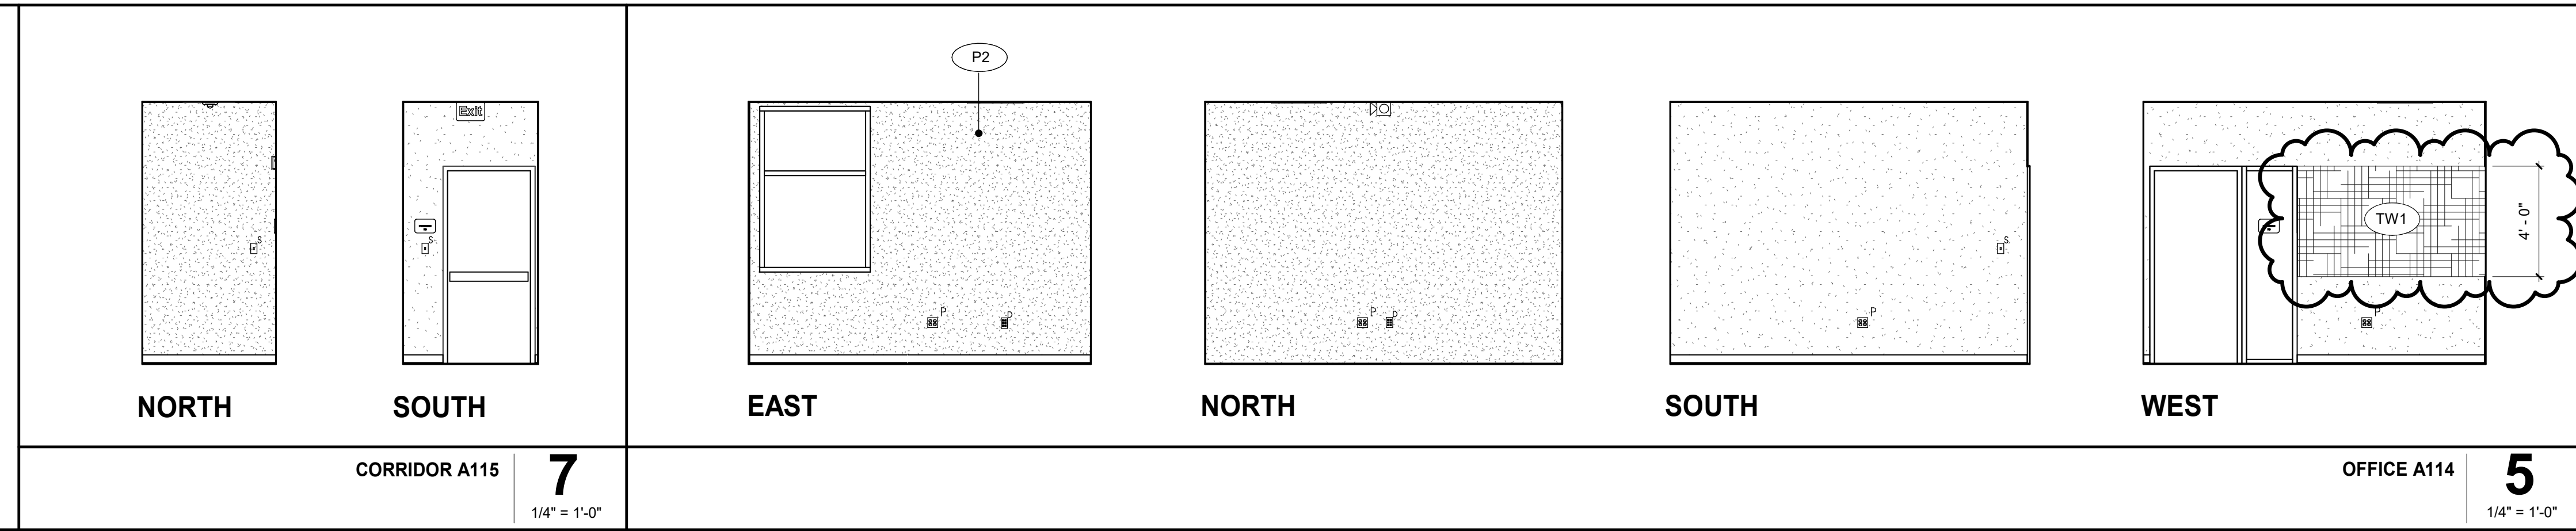 P2
Exit
S
S
P
D
P
D
S
P
TW1
4' - 0"
P
NORTH
SOUTH
EAST
NORTH
SOUTH
WEST
CORRIDOR A115
7
1/4" = 1'-0"
OFFICE A114
5
1/4" = 1'-0"